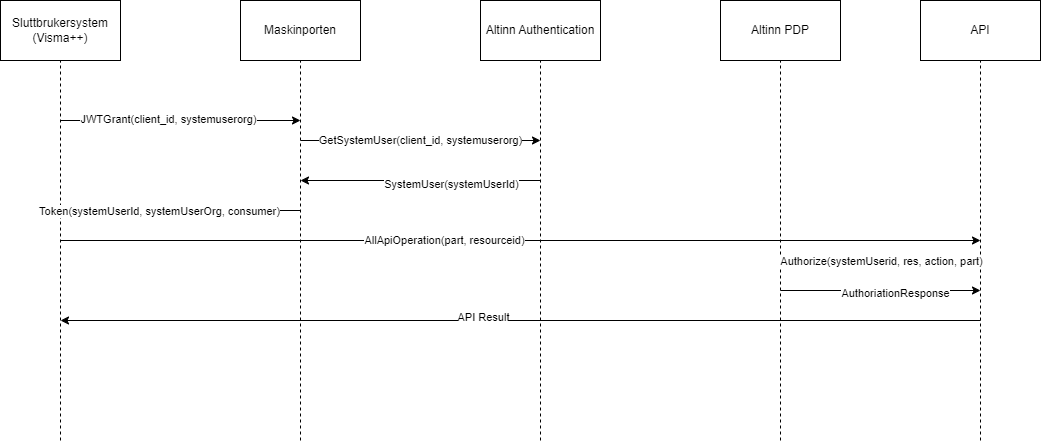 Sluttbrukersystem
(Visma++)
Maskinporten
Altinn Authentication
Altinn PDP
API
JWTGrant(client_id, systemuserorg)
GetSystemUser(client_id, systemuserorg)
SystemUser(systemUserId)
Token(systemUserId, systemUserOrg, consumer)
AllApiOperation(part, resourceid)
Authorize(systemUserid, res, action, part)
AuthoriationResponse
API Result